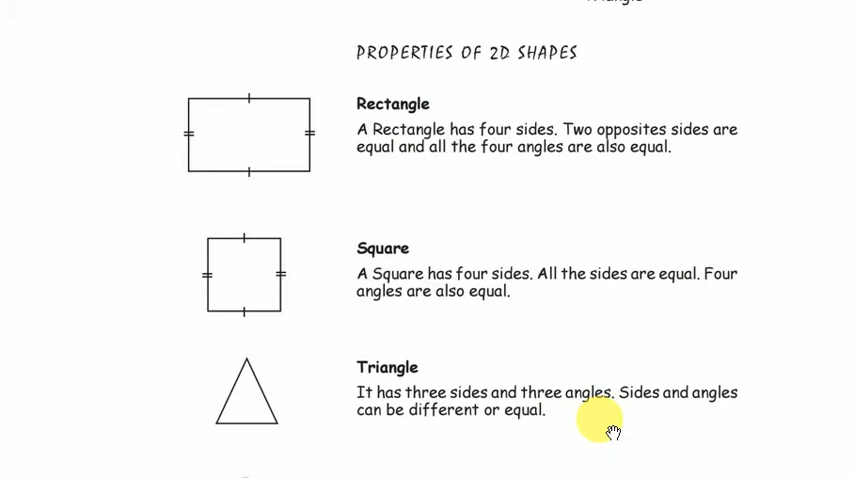 Triangle
PROPERTIES OF 2D SHAPES
Rectangle
A Rectangle has four sides. Two opposites sides are
equal and all the four angles are also equal.
Square
A Square has four sides. All the sides are equal. Four
angles are also equal.
Triangle
It has three sides and three angles. Sides and angles
can be different or equal.